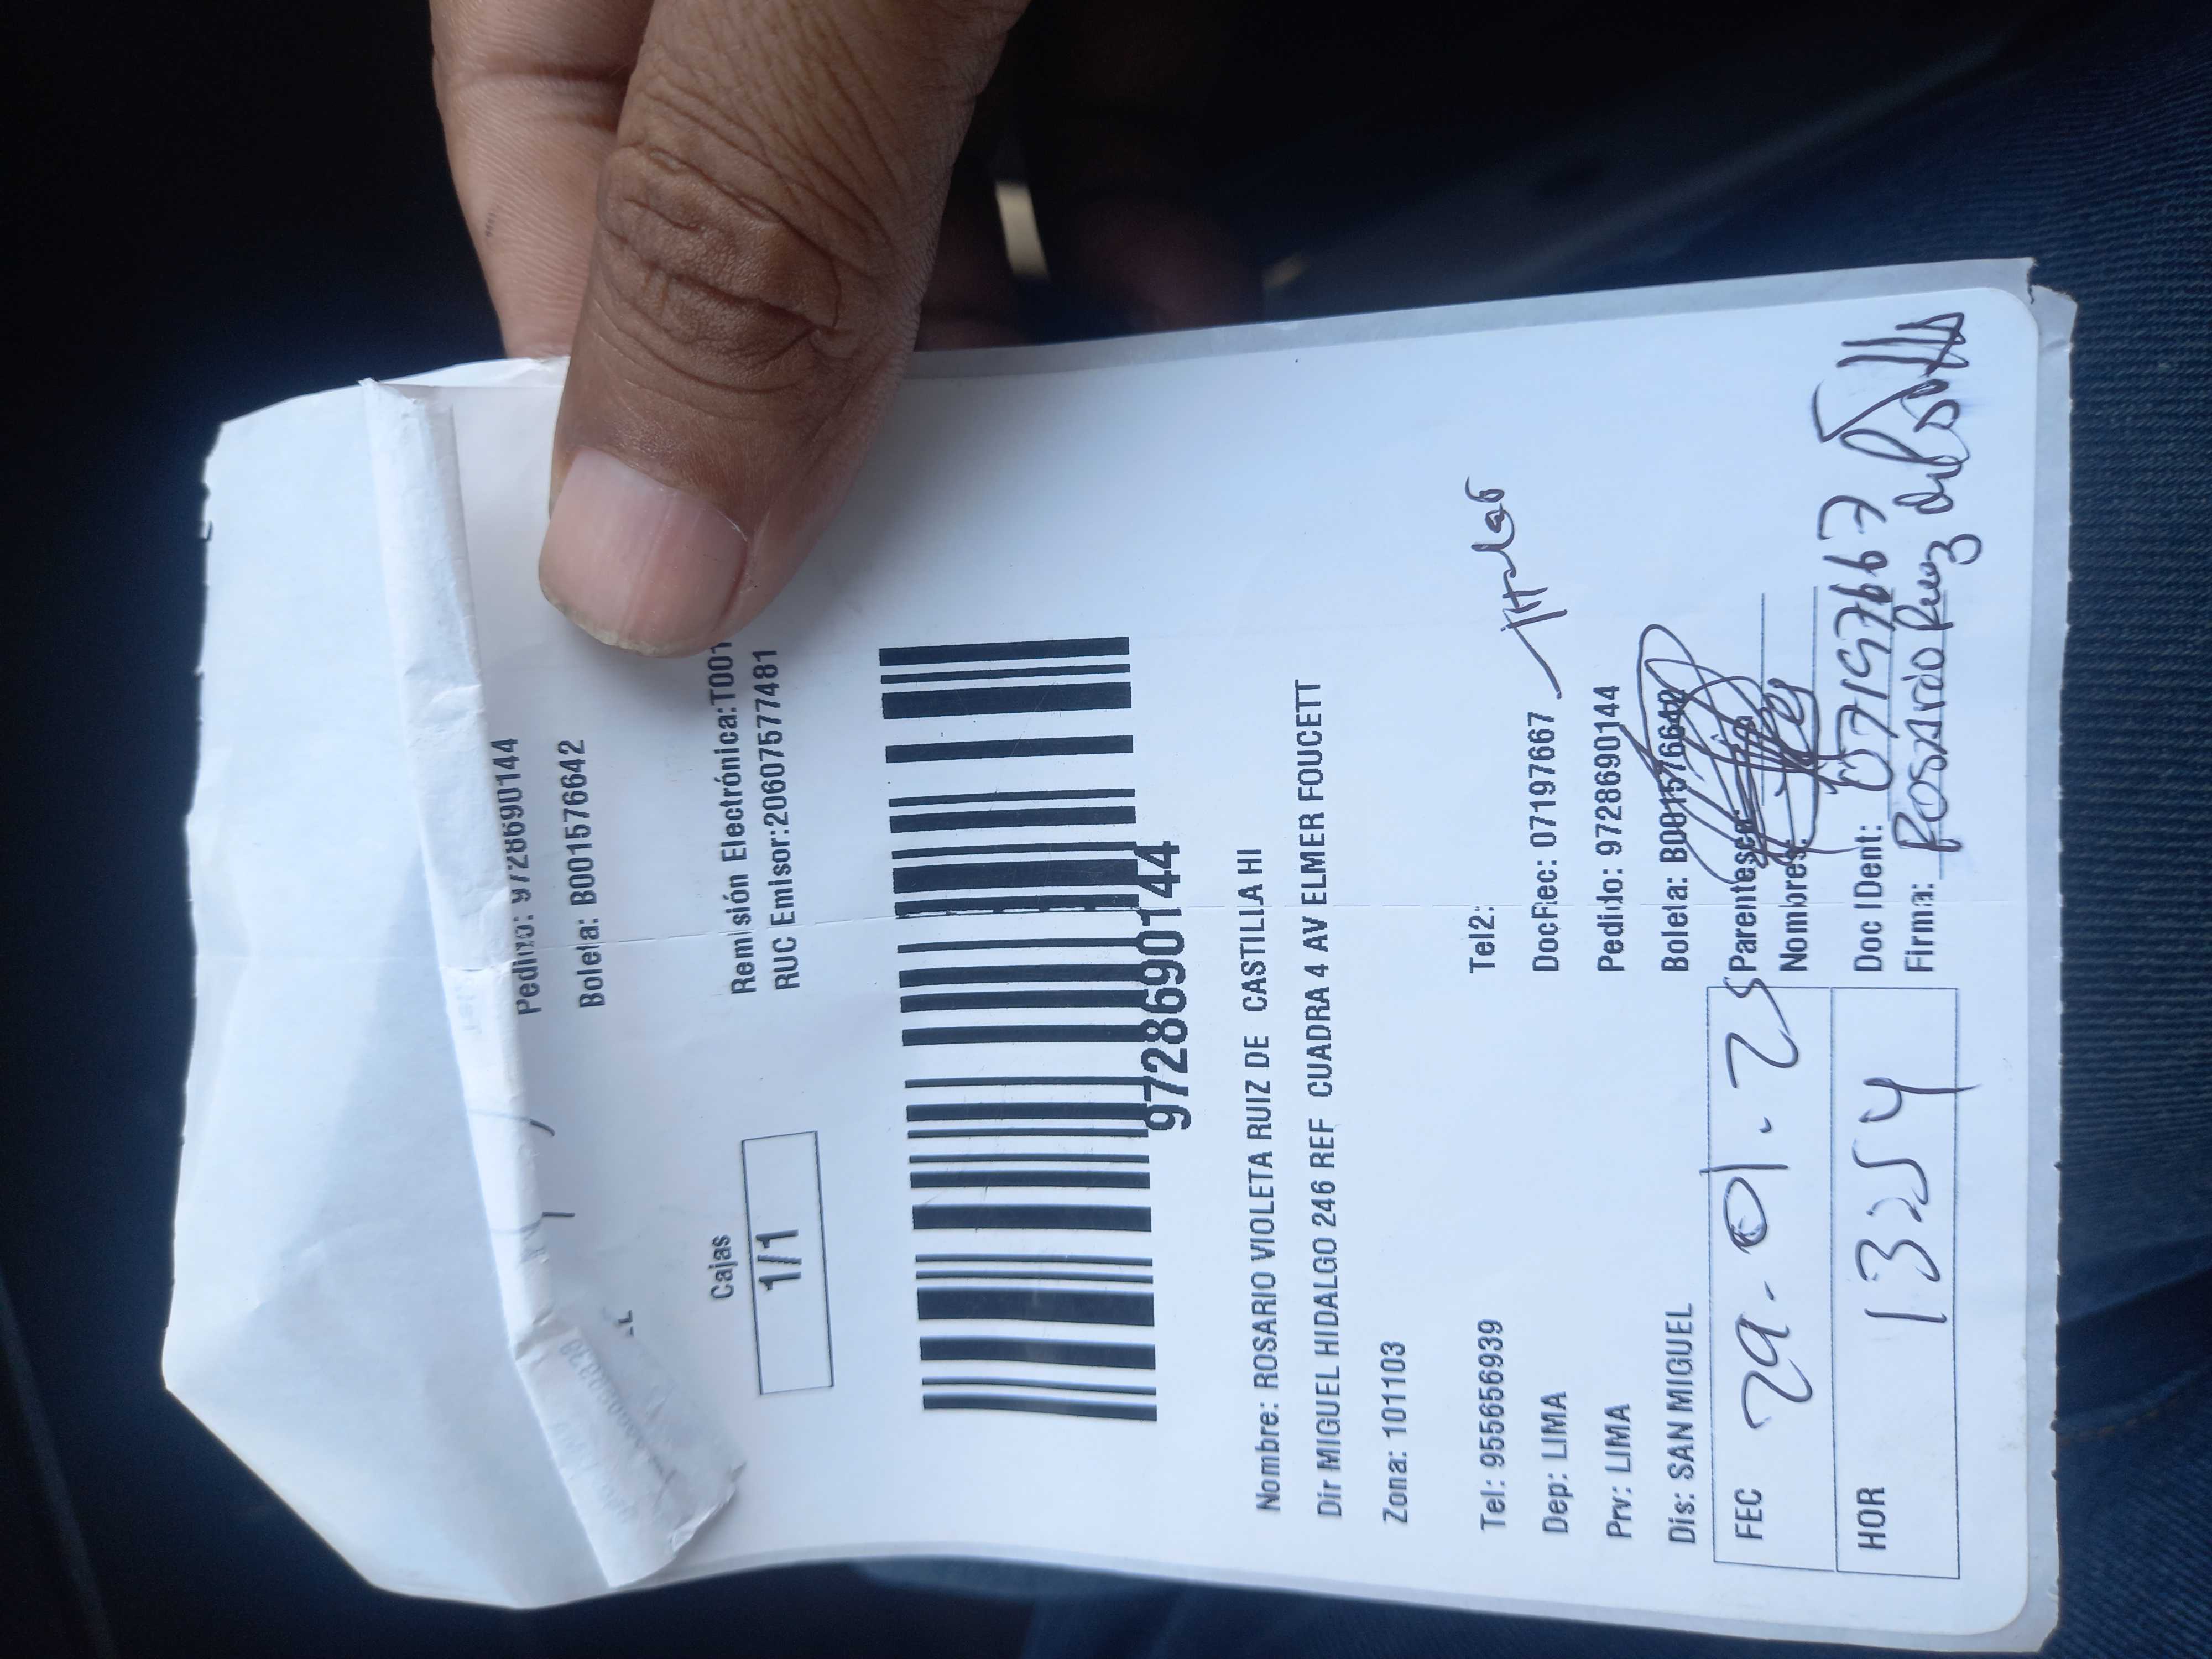 Pedido: 9728690144
Boleta: B001576642
Cajas
1/1
Remisión Electrónica:T001
RUC Emisor:20607577481
9728690144
Nombre: ROSARIO VIOLETA RUIZ DE CASTILLA HI
Dir MIGUEL HIDALGO 246 REF CUADRA 4 AV ELMER FOUCETT
Zona: 101103
Tel: 955656939 Tel2:
Dep: LIMA DocRec: 07197667
Prv: LIMA Pedido: 9728690144
Dis: SAN MIGUEL Boleta: B001576642
FEC 29.01.25 Parentesco
Nombres
HOR 13254 Doc IDent: 07197667
Firma: Rosario Ruiz de Castilla